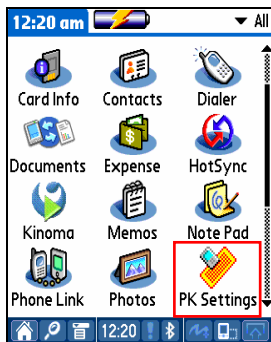 12:20 am
All
Card Info Contacts Dialer
Documents Expense HotSync
Kinoma Memos Note Pad
Phone Link Photos PK Settings
12:20